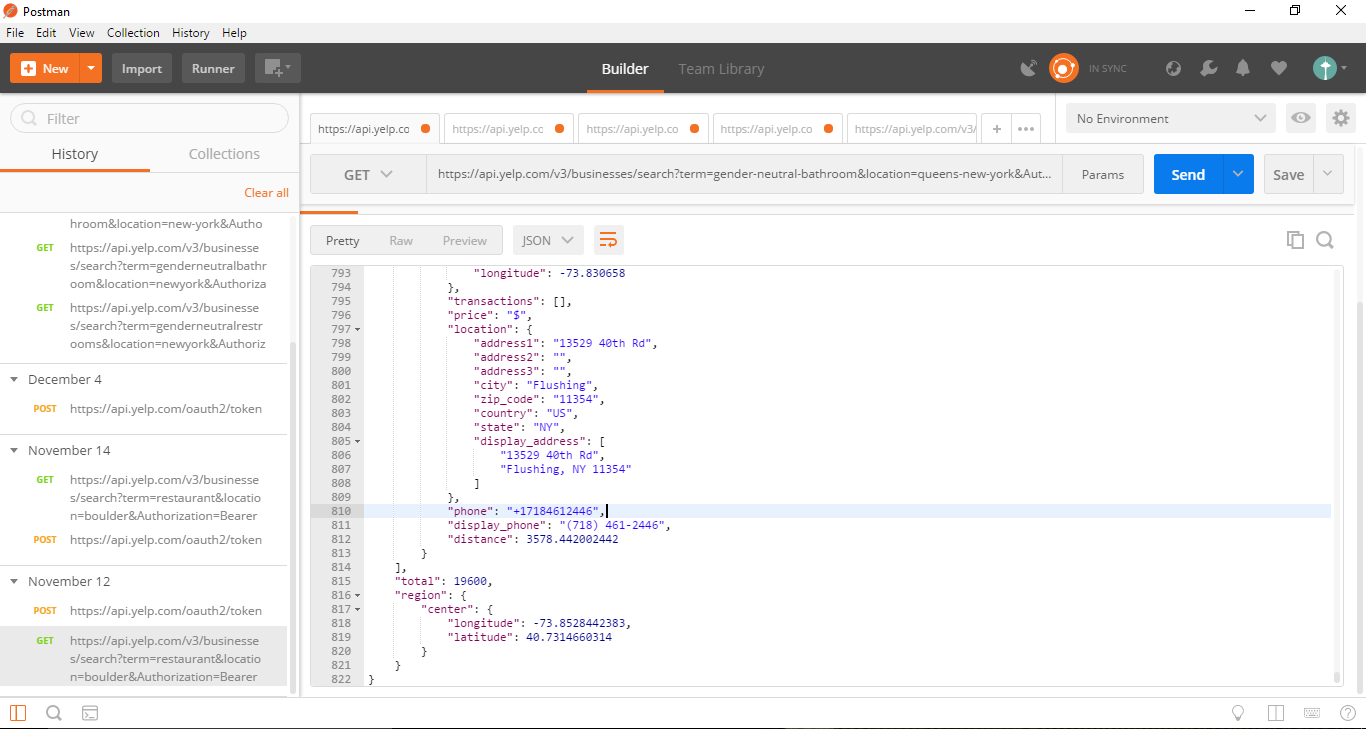 Postman
File Edit View Collection History Help
New Import Runner Builder Team Library IN SYNC
Filter
History Collections
Clear all
hroom&location=new-york&Autho
GET https://api.yelp.com/v3/businesse
s/search?term=genderneutralbathr
oom&location=newyork&Authoriza
GET https://api.yelp.com/v3/businesse
s/search?term=genderneutralrestr
ooms&location=newyork&Authoriz
December 4
POST https://api.yelp.com/oauth2/token
November 14
GET https://api.yelp.com/v3/businesse
s/search?term=restaurant&locatio
n=boulder&Authorization=Bearer
POST https://api.yelp.com/oauth2/token
November 12
POST https://api.yelp.com/oauth2/token
GET https://api.yelp.com/v3/businesse
s/search?term=restaurant&locatio
n=boulder&Authorization=Bearer
https://api.yelp.co https://api.yelp.cc https://api.yelp.co https://api.yelp.co https://api.yelp.com/v3/ + ••• No Environment
GET https://api.yelp.com/v3/businesses/search?term=gender-neutral-bathroom&location=queens-new-york&Aut... Params Send Save
Pretty Raw Preview JSON
793 "longitude": -73.830658
794 },
795 "transactions": [],
796 "price": "$",
797 "location": {
798 "address1": "13529 40th Rd",
799 "address2": "",
800 "address3": "",
801 "city": "Flushing",
802 "zip_code": "11354",
803 "country": "US",
804 "state": "NY",
805 "display_address": [
806 "13529 40th Rd",
807 "Flushing, NY 11354"
808 ]
809 },
810 "phone": "+17184612446",
811 "display_phone": "(718) 461-2446",
812 "distance": 3578.442002442
813 }
814 ],
815 "total": 19600,
816 "region": {
817 "center": {
818 "longitude": -73.8528442383,
819 "latitude": 40.7314660314
820 }
821 }
822 }